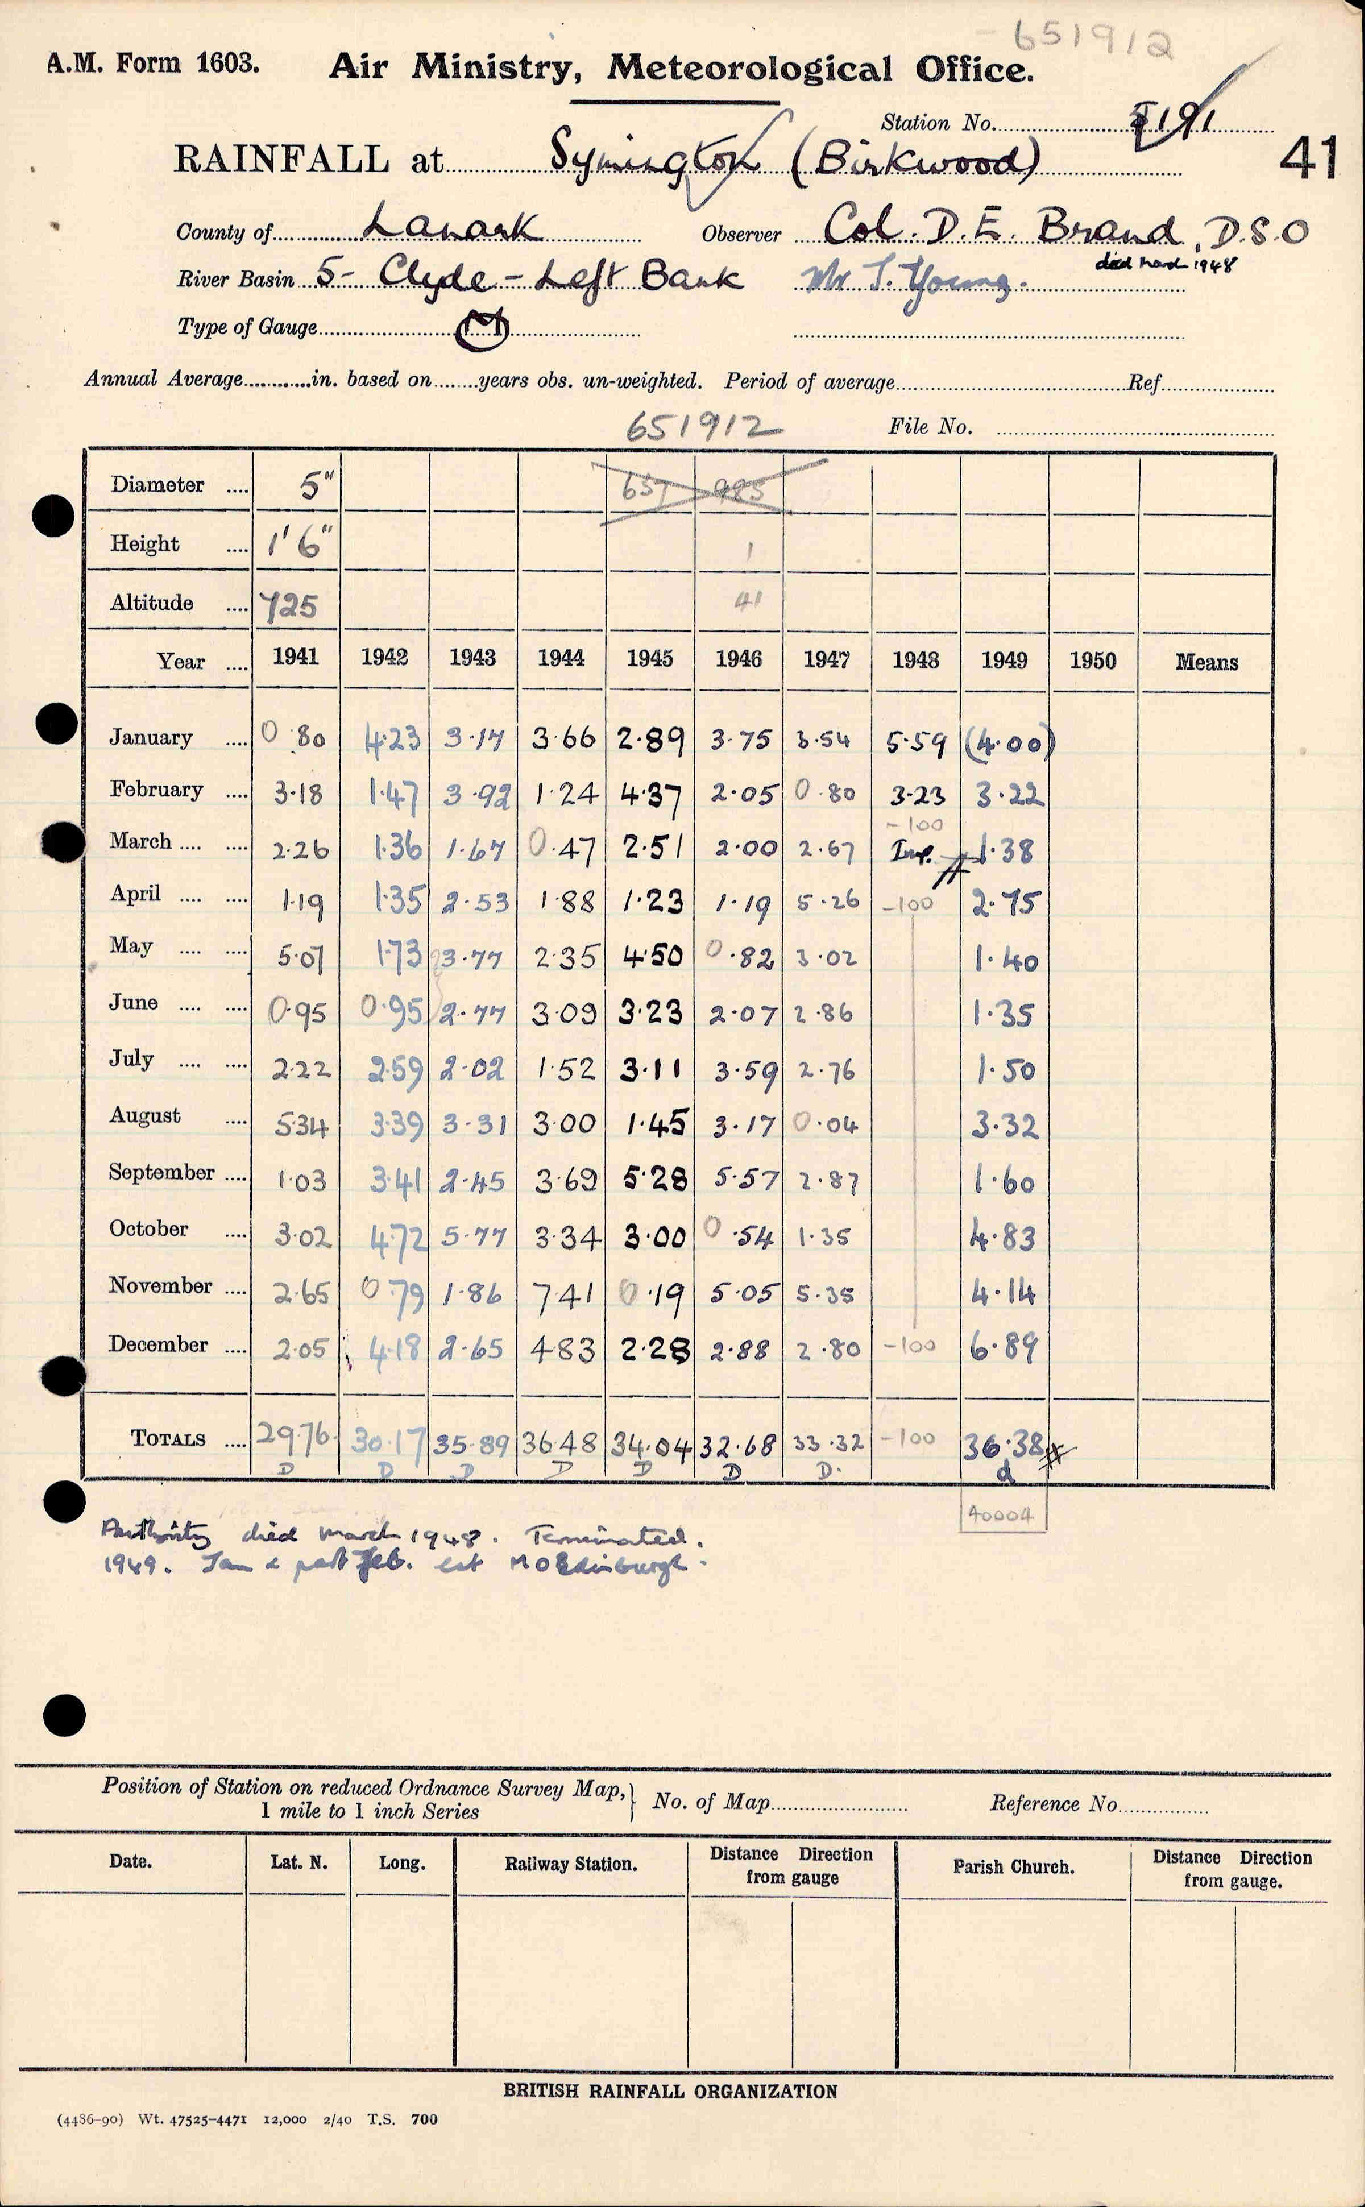 651912
A.M. Form 1603. Air Ministry, Meteorological Office.
Station No. 191
RAINFALL at Symington (Birkwood) 41
County of Lanark Observer Col. D. E. Brand, D.S.O
died March 1948
River Basin 5 - Clyde - Left Bank Mr T. Young.
Type of Gauge M
Annual Average in. based on years obs. un-weighted. Period of average Ref.
651912 File No.
Diameter 5" 657 985
Height 1' 6" 1
Altitude 725 41
Year 1941 1942 1943 1944 1945 1946 1947 1948 1949 1950 Means
January 0.80 4.23 3.17 3.66 2.89 3.75 3.54 5.59 (4.00)
February 3.18 1.47 3.92 1.24 4.37 2.05 0.80 3.23 3.22
-100
March 2.26 1.36 1.67 0.47 2.51 2.00 2.67 Imp. 1.38
April 1.19 1.35 2.53 1.88 1.23 1.19 5.26 -100 2.75
May 5.07 1.73 3.77 2.35 4.50 0.82 3.02 1.40
June 0.95 0.95 2.77 3.09 3.23 2.07 2.86 1.35
July 2.22 2.59 2.02 1.52 3.11 3.59 2.76 1.50
August 5.34 3.39 3.31 3.00 1.45 3.17 0.04 3.32
September 1.03 3.41 2.45 3.69 5.28 5.57 2.87 1.60
October 3.02 4.72 5.77 3.34 3.00 0.54 1.35 4.83
November 2.65 0.79 1.86 7.41 0.19 5.05 5.35 4.14
December 2.05 4.18 2.65 4.83 2.28 2.88 2.80 -100 6.89
TOTALS 29.76 30.17 35.89 36.48 34.04 32.68 33.32 -100 36.38
D D D D D D D. d
40004
Authority died March 1948. Terminated.
1949. Jan & part Feb. est M O Edinburgh.
Position of Station on reduced Ordnance Survey Map,
1 mile to 1 inch Series
No. of Map Reference No.
Date. Lat. N. Long. Railway Station. Distance Direction from gauge Parish Church. Distance Direction from gauge.
BRITISH RAINFALL ORGANIZATION
(4486-90) Wt. 47525-4471 12,000 2/40 T.S. 700